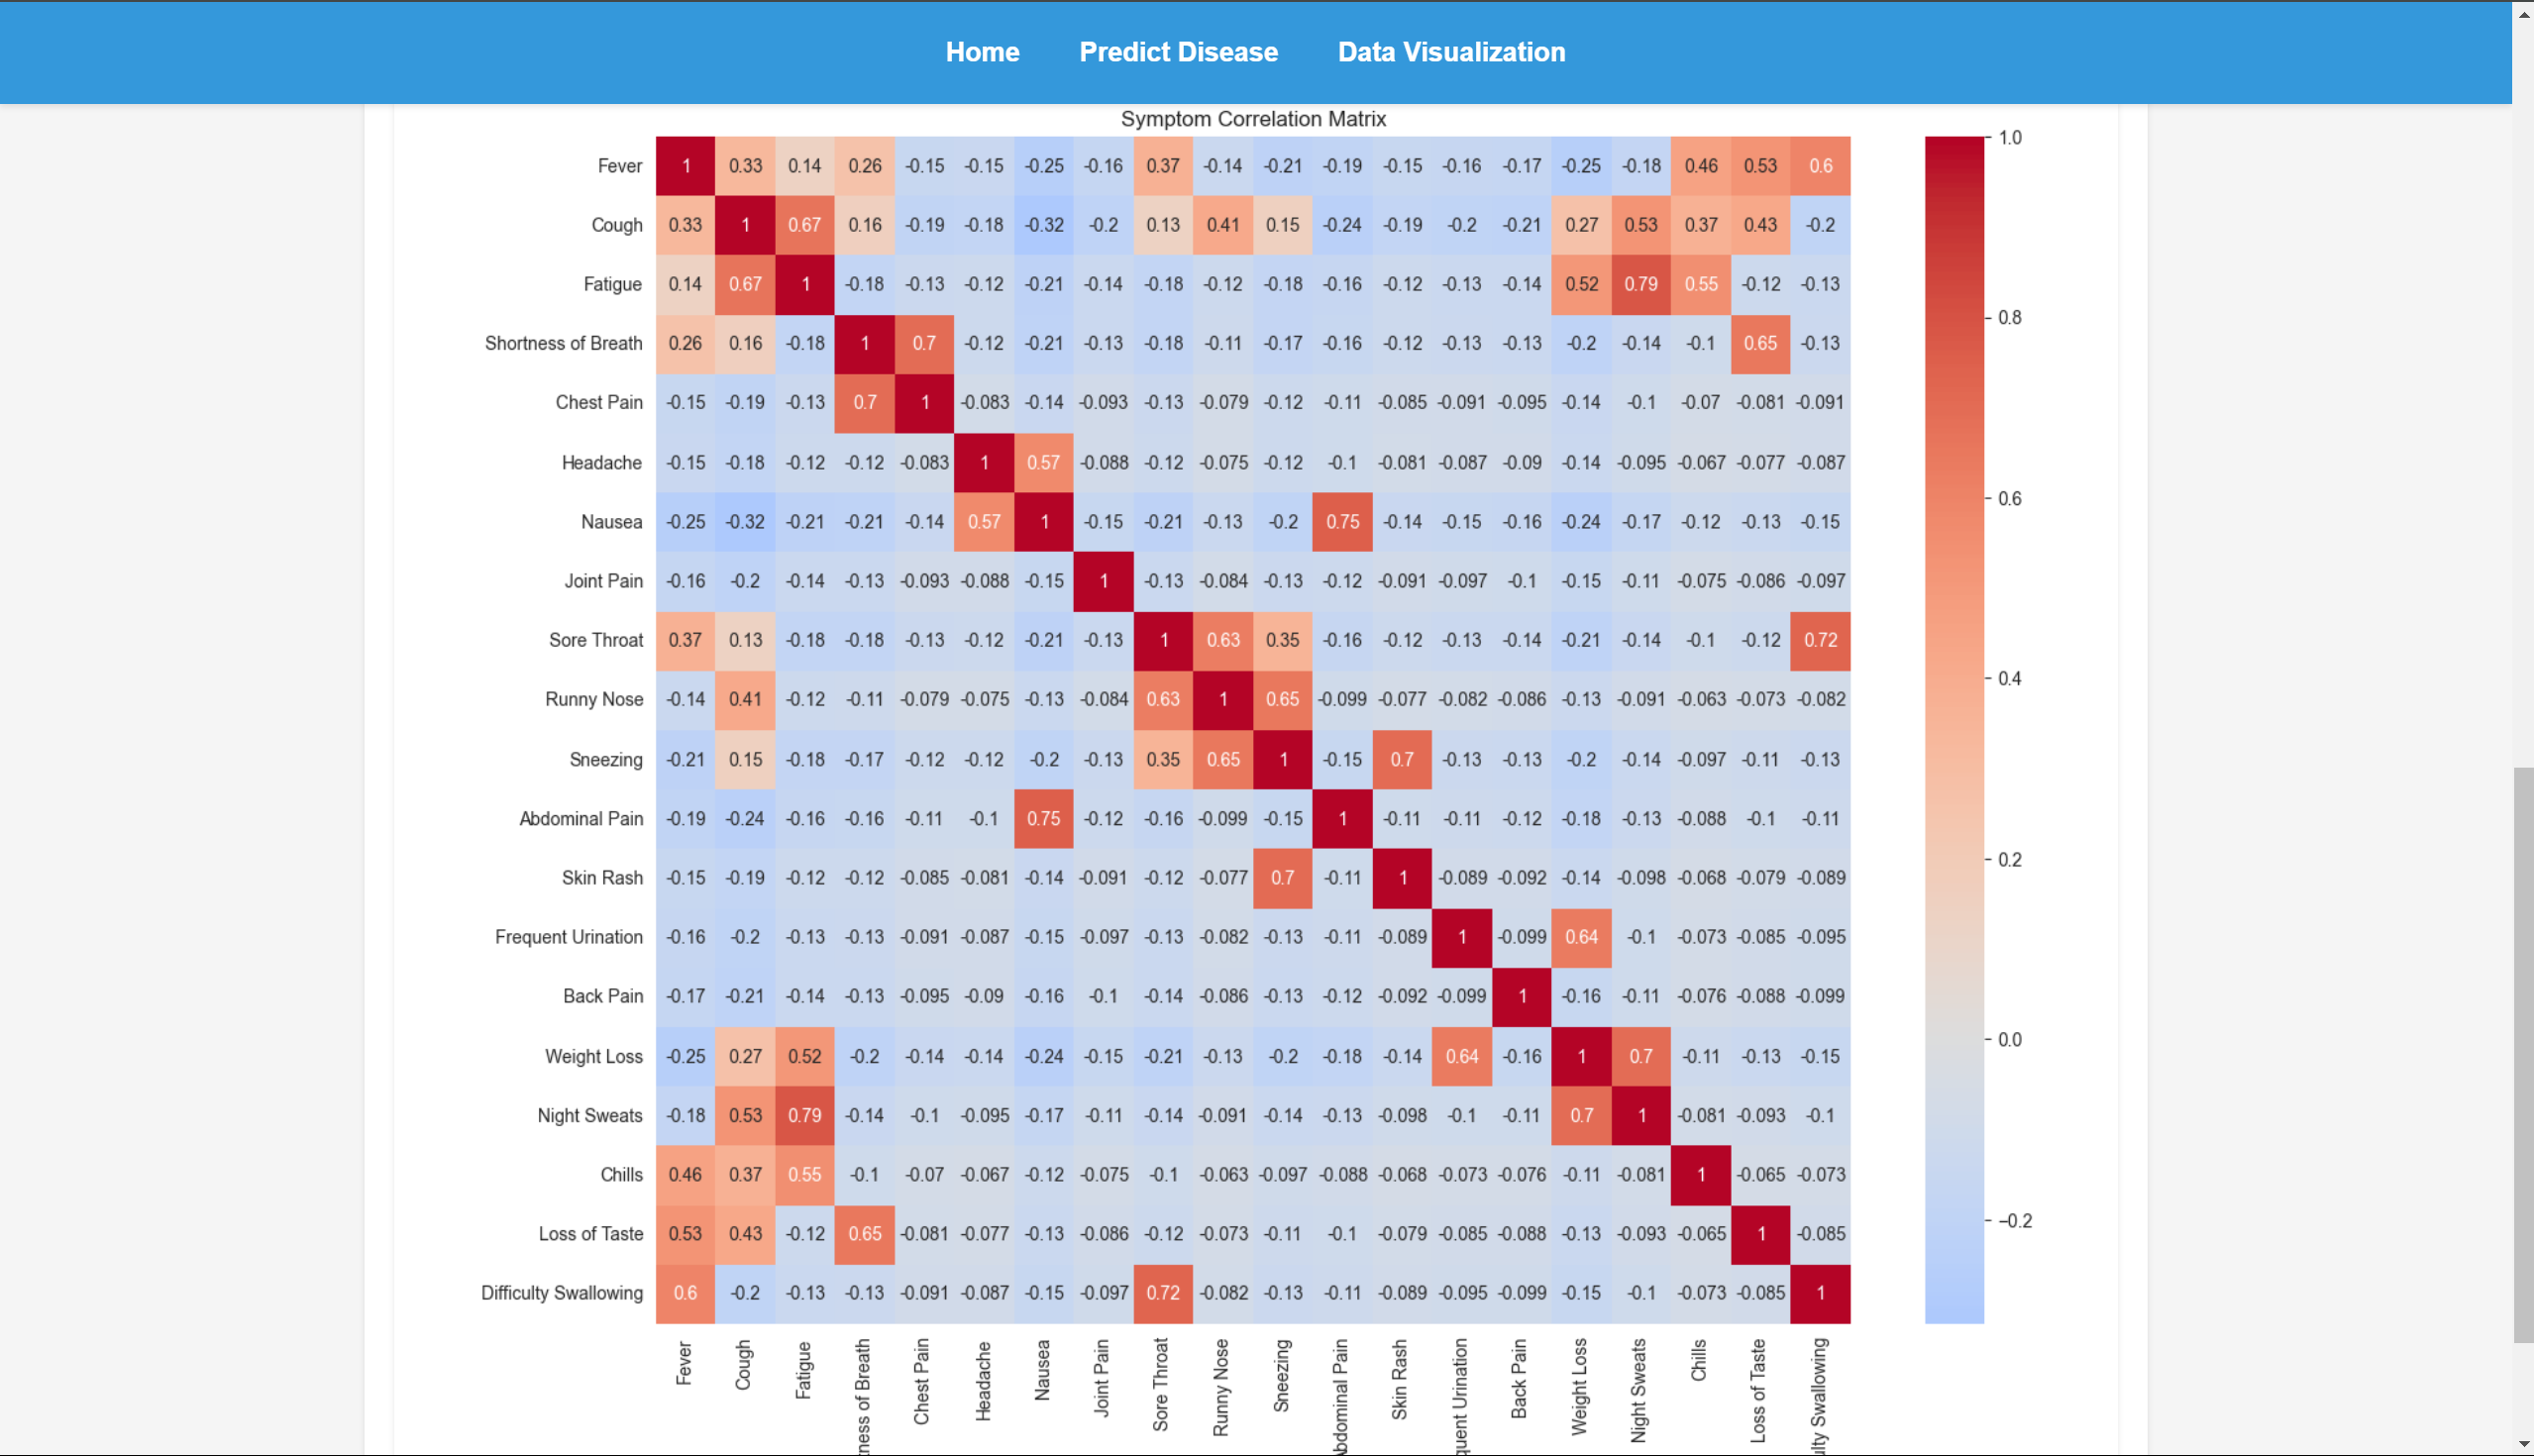 Home Predict Disease Data Visualization
Symptom Correlation Matrix
Fever 1 0.33 0.14 0.26 -0.15 -0.15 -0.25 -0.16 0.37 -0.14 -0.21 -0.19 -0.15 -0.16 -0.17 -0.25 -0.18 0.46 0.53 0.6
Cough 0.33 1 0.67 0.16 -0.19 -0.18 -0.32 -0.2 0.13 0.41 0.15 -0.24 -0.19 -0.2 -0.21 0.27 0.53 0.37 0.43 -0.2
Fatigue 0.14 0.67 1 -0.18 -0.13 -0.12 -0.21 -0.14 -0.18 -0.12 -0.18 -0.16 -0.12 -0.13 -0.14 0.52 0.79 0.55 -0.12 -0.13
Shortness of Breath 0.26 0.16 -0.18 1 0.7 -0.12 -0.21 -0.13 -0.18 -0.11 -0.17 -0.16 -0.12 -0.13 -0.13 -0.2 -0.14 -0.1 0.65 -0.13
Chest Pain -0.15 -0.19 -0.13 0.7 1 -0.083 -0.14 -0.093 -0.13 -0.079 -0.12 -0.11 -0.085 -0.091 -0.095 -0.14 -0.1 -0.07 -0.081 -0.091
Headache -0.15 -0.18 -0.12 -0.12 -0.083 1 0.57 -0.088 -0.12 -0.075 -0.12 -0.1 -0.081 -0.087 -0.09 -0.14 -0.095 -0.067 -0.077 -0.087
Nausea -0.25 -0.32 -0.21 -0.21 -0.14 0.57 1 -0.15 -0.21 -0.13 -0.2 0.75 -0.14 -0.15 -0.16 -0.24 -0.17 -0.12 -0.13 -0.15
Joint Pain -0.16 -0.2 -0.14 -0.13 -0.093 -0.088 -0.15 1 -0.13 -0.084 -0.13 -0.12 -0.091 -0.097 -0.1 -0.15 -0.11 -0.075 -0.086 -0.097
Sore Throat 0.37 0.13 -0.18 -0.18 -0.13 -0.12 -0.21 -0.13 1 0.63 0.35 -0.16 -0.12 -0.13 -0.14 -0.21 -0.14 -0.1 -0.12 0.72
Runny Nose -0.14 0.41 -0.12 -0.11 -0.079 -0.075 -0.13 -0.084 0.63 1 0.65 -0.099 -0.077 -0.082 -0.086 -0.13 -0.091 -0.063 -0.073 -0.082
Sneezing -0.21 0.15 -0.18 -0.17 -0.12 -0.12 -0.2 -0.13 0.35 0.65 1 -0.15 0.7 -0.13 -0.13 -0.2 -0.14 -0.097 -0.11 -0.13
Abdominal Pain -0.19 -0.24 -0.16 -0.16 -0.11 -0.1 0.75 -0.12 -0.16 -0.099 -0.15 1 -0.11 -0.11 -0.12 -0.18 -0.13 -0.088 -0.1 -0.11
Skin Rash -0.15 -0.19 -0.12 -0.12 -0.085 -0.081 -0.14 -0.091 -0.12 -0.077 0.7 -0.11 1 -0.089 -0.092 -0.14 -0.098 -0.068 -0.079 -0.089
Frequent Urination -0.16 -0.2 -0.13 -0.13 -0.091 -0.087 -0.15 -0.097 -0.13 -0.082 -0.13 -0.11 -0.089 1 -0.099 0.64 -0.1 -0.073 -0.085 -0.095
Back Pain -0.17 -0.21 -0.14 -0.13 -0.095 -0.09 -0.16 -0.1 -0.14 -0.086 -0.13 -0.12 -0.092 -0.099 1 -0.16 -0.11 -0.076 -0.088 -0.099
Weight Loss -0.25 0.27 0.52 -0.2 -0.14 -0.14 -0.24 -0.15 -0.21 -0.13 -0.2 -0.18 -0.14 0.64 -0.16 1 0.7 -0.11 -0.13 -0.15
Night Sweats -0.18 0.53 0.79 -0.14 -0.1 -0.095 -0.17 -0.11 -0.14 -0.091 -0.14 -0.13 -0.098 -0.1 -0.11 0.7 1 -0.081 -0.093 -0.1
Chills 0.46 0.37 0.55 -0.1 -0.07 -0.067 -0.12 -0.075 -0.1 -0.063 -0.097 -0.088 -0.068 -0.073 -0.076 -0.11 -0.081 1 -0.065 -0.073
Loss of Taste 0.53 0.43 -0.12 0.65 -0.081 -0.077 -0.13 -0.086 -0.12 -0.073 -0.11 -0.1 -0.079 -0.085 -0.088 -0.13 -0.093 -0.065 1 -0.085
Difficulty Swallowing 0.6 -0.2 -0.13 -0.13 -0.091 -0.087 -0.15 -0.097 0.72 -0.082 -0.13 -0.11 -0.089 -0.095 -0.099 -0.15 -0.1 -0.073 -0.085 1
Fever
Cough
Fatigue
ness of Breath
Chest Pain
Headache
Nausea
Joint Pain
Sore Throat
Runny Nose
Sneezing
bdominal Pain
Skin Rash
quent Urination
Back Pain
Weight Loss
Night Sweats
Chills
Loss of Taste
ulty Swallowing
1.0
0.8
0.6
0.4
0.2
0.0
−0.2